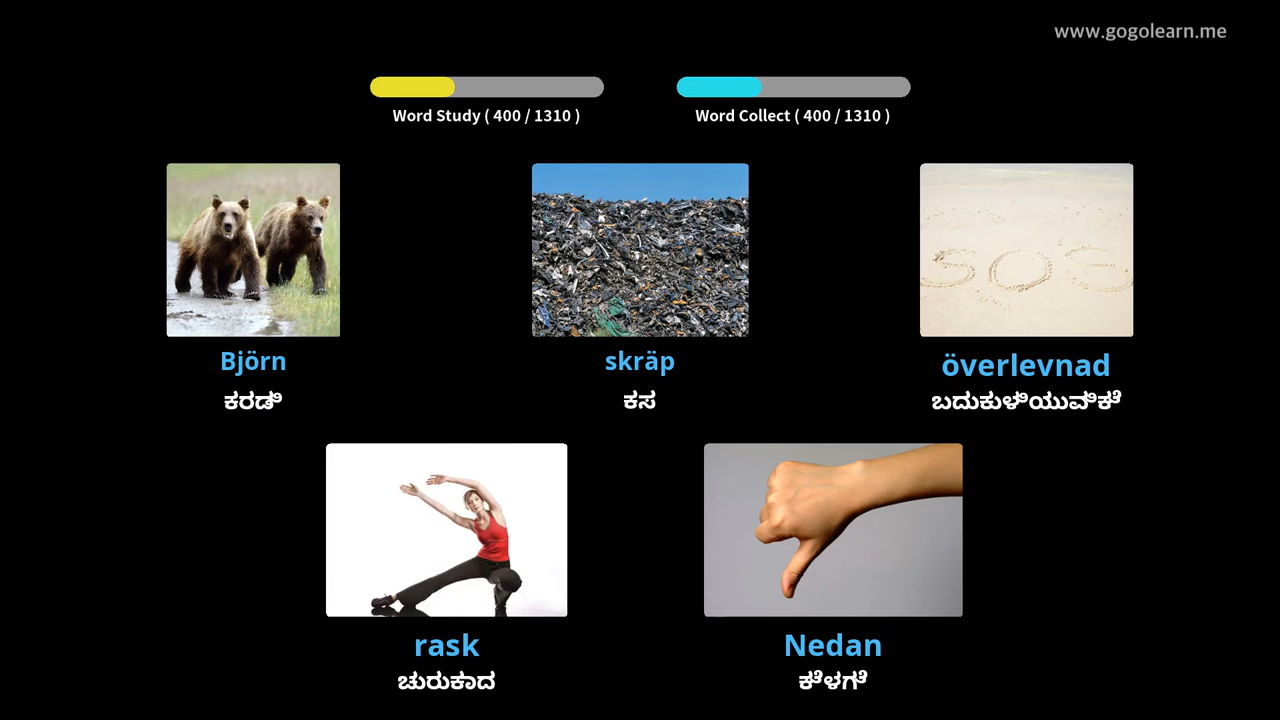 www.gogolearn.me
Word Study ( 400 / 1310 )
Word Collect ( 400 / 1310 )
Björn
ಕರಡಿ
skräp
ಕಸ
överlevnad
ಬದುಕುಳಿಯುವಿಕೆ
SOS
rask
ಚುರುಕಾದ
Nedan
ಕೆಳಗೆ